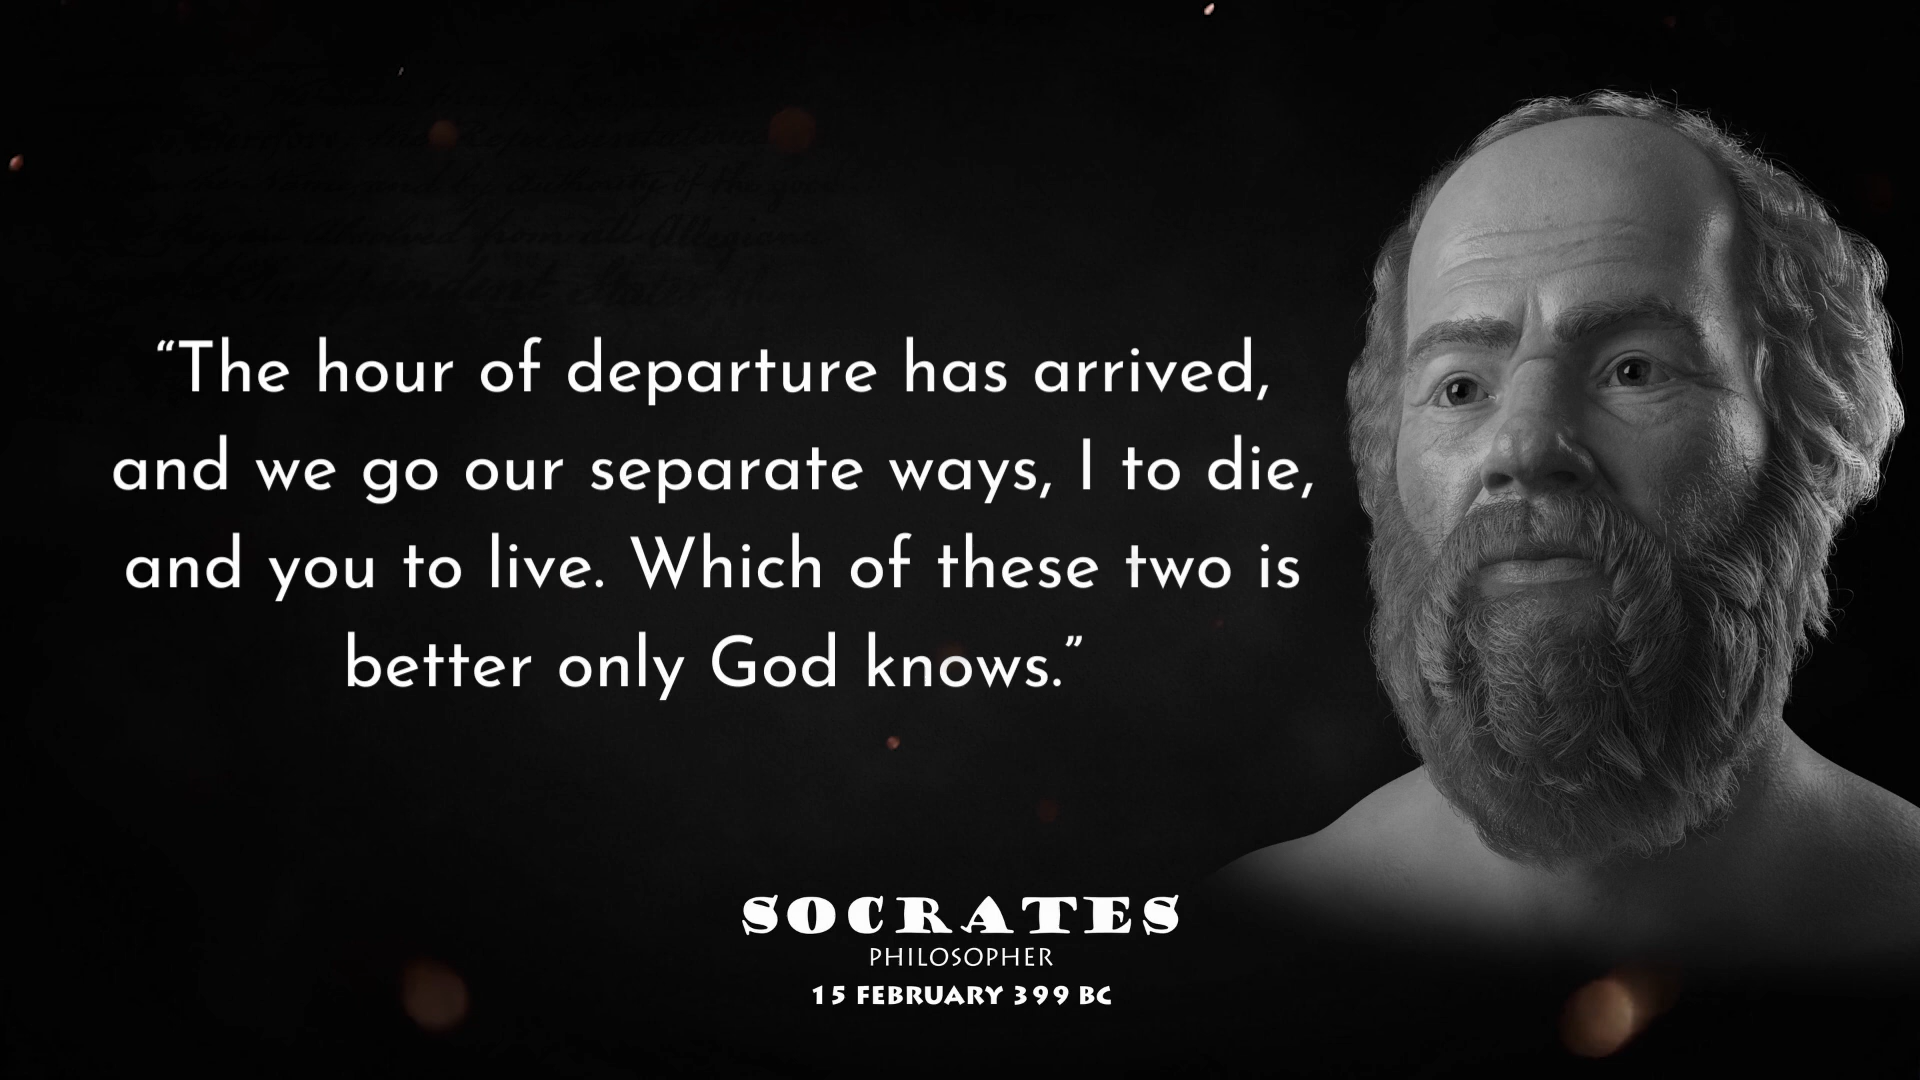 “The hour of departure has arrived,
and we go our separate ways, I to die,
and you to live. Which of these two is
better only God knows.”
SOCRATES
PHILOSOPHER
15 FEBRUARY 399 BC